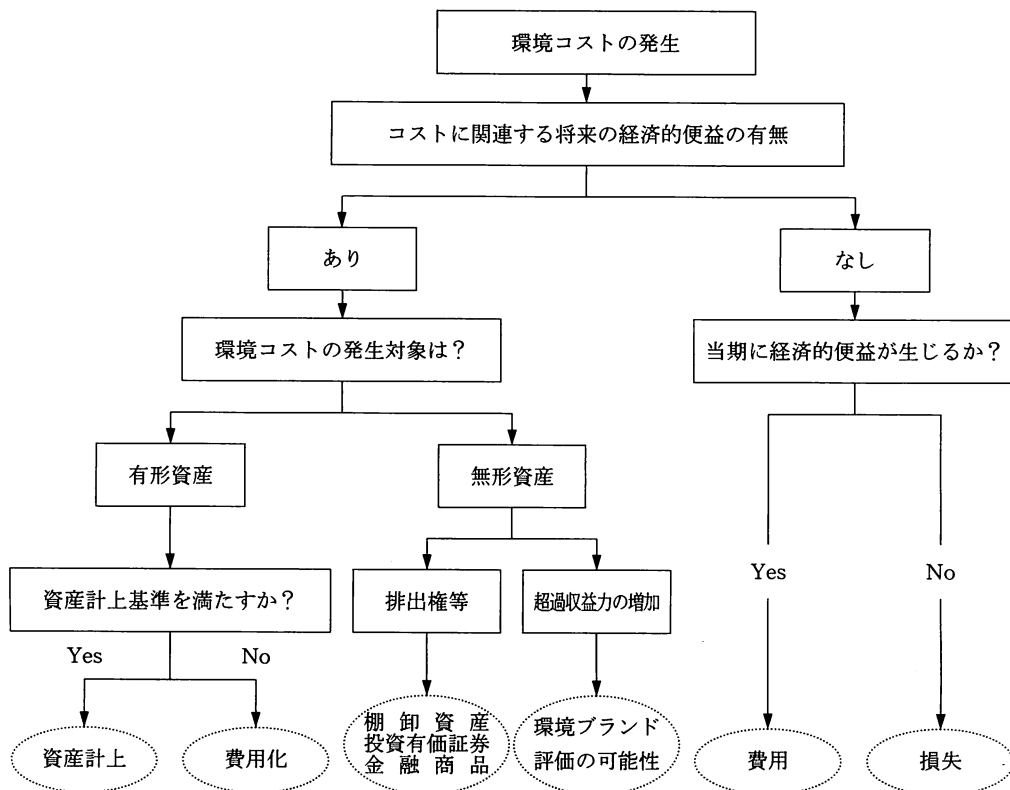 環境コストの発生
コストに関連する将来の経済的便益の有無
あり
なし
環境コストの発生対象は？
当期に経済的便益が生じるか？
有形資産
無形資産
資産計上基準を満たすか？
排出権等
超過収益力の増加
Yes
No
Yes
No
資産計上
費用化
棚卸資産
投資有価証券
金融商品
環境ブランド
評価の可能性
費用
損失